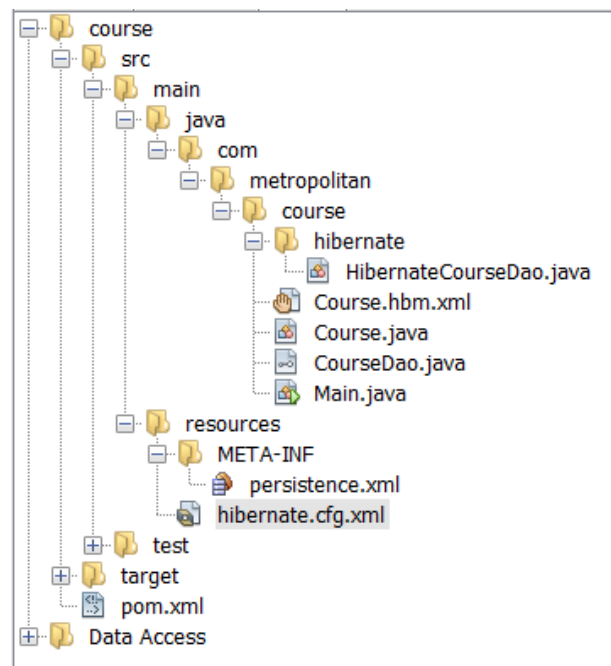 course
src
main
java
com
metropolitan
course
hibernate
HibernateCourseDao.java
Course.hbm.xml
Course.java
CourseDao.java
Main.java
resources
META-INF
persistence.xml
hibernate.cfg.xml
test
target
pom.xml
Data Access